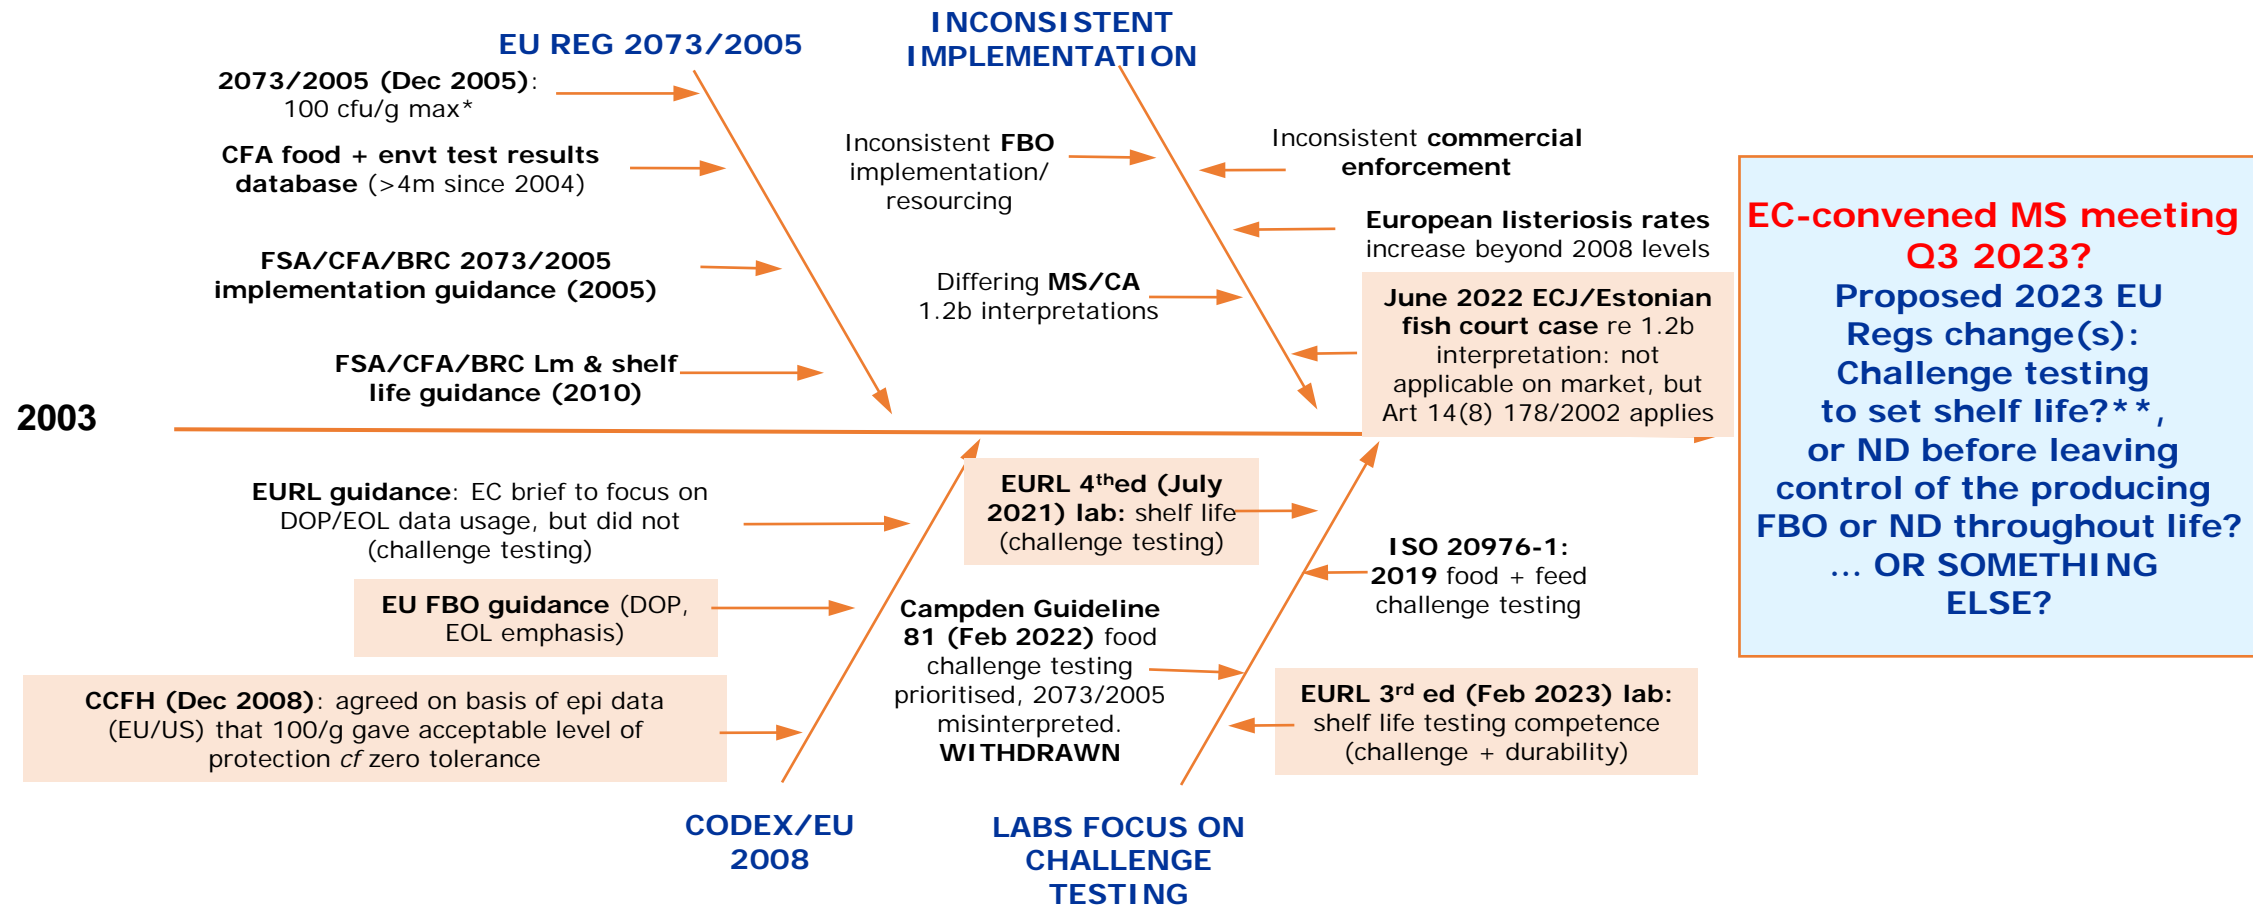 EU REG 2073/2005
2073/2005 (Dec 2005):
100 cfu/g max*
CFA food + envt test results
database (>4m since 2004)
FSA/CFA/BRC 2073/2005
implementation guidance (2005)
FSA/CFA/BRC Lm & shelf
life guidance (2010)
INCONSISTENT
IMPLEMENTATION
Inconsistent FBO
implementation/
resourcing
Differing MS/CA
1.2b interpretations
Inconsistent commercial
enforcement
European listeriosis rates
increase beyond 2008 levels
June 2022 ECJ/Estonian
fish court case re 1.2b
interpretation: not
applicable on market, but
Art 14(8) 178/2002 applies
2003
EURL guidance: EC brief to focus on
DOP/EOL data usage, but did not
(challenge testing)
EU FBO guidance (DOP,
EOL emphasis)
CCFH (Dec 2008): agreed on basis of epi data
(EU/US) that 100/g gave acceptable level of
protection cf zero tolerance
CODEX/EU
2008
EURL 4thed (July
2021) lab: shelf life
(challenge testing)
Campden Guideline
81 (Feb 2022) food
challenge testing
prioritised, 2073/2005
misinterpreted.
WITHDRAWN
ISO 20976-1:
2019 food + feed
challenge testing
EURL 3rd ed (Feb 2023) lab:
shelf life testing competence
(challenge + durability)
LABS FOCUS ON
CHALLENGE
TESTING
EC-convened MS meeting
Q3 2023?
Proposed 2023 EU
Regs change(s):
Challenge testing
to set shelf life?**,
or ND before leaving
control of the producing
FBO or ND throughout life?
... OR SOMETHING
ELSE?